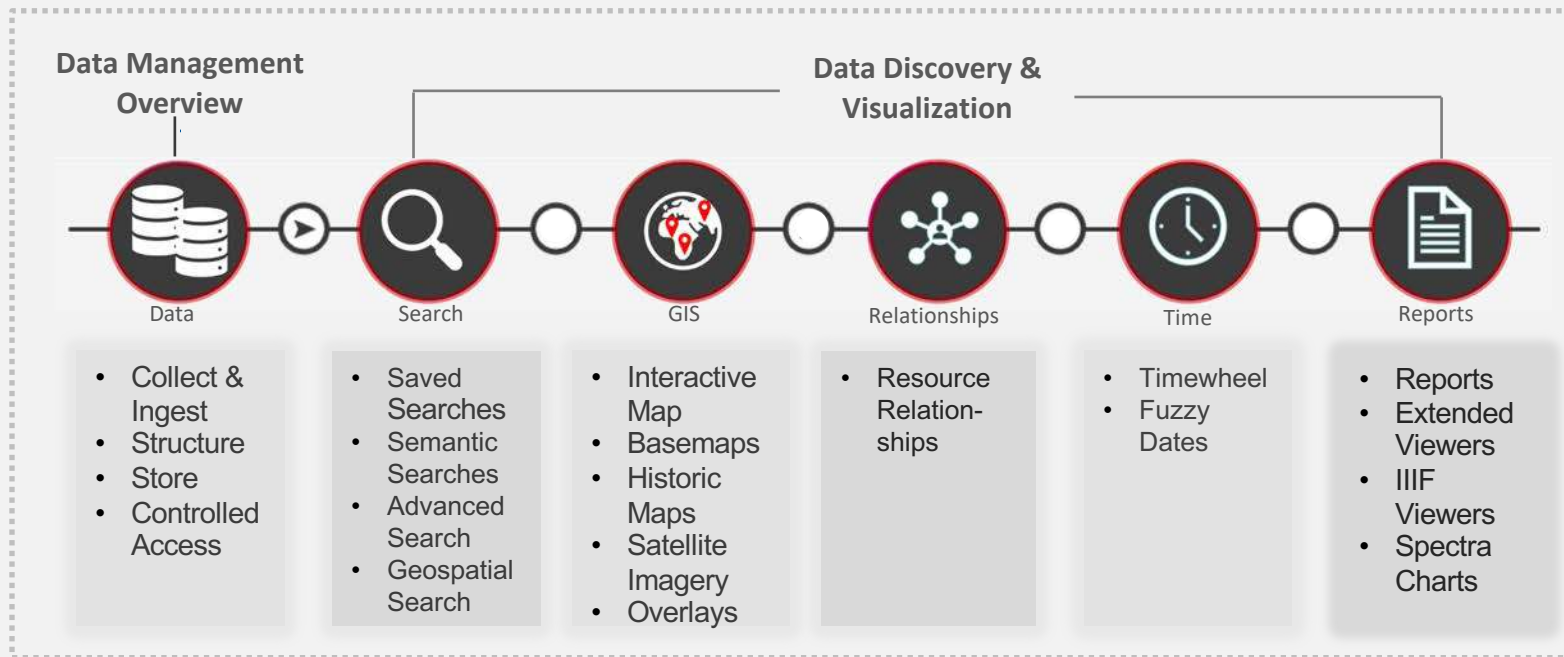 Data Management
Overview
Data Discovery &
Visualization
Data
Search
GIS
Relationships
Time
Reports
• Collect &
Ingest
• Structure
• Store
• Controlled
Access
• Saved
Searches
• Semantic
Searches
• Advanced
Search
• Geospatial
Search
• Interactive
Map
• Basemaps
• Historic
Maps
• Satellite
Imagery
• Overlays
• Resource
Relation-
ships
• Timewheel
• Fuzzy
Dates
• Reports
• Extended
Viewers
• IIIF
Viewers
• Spectra
Charts